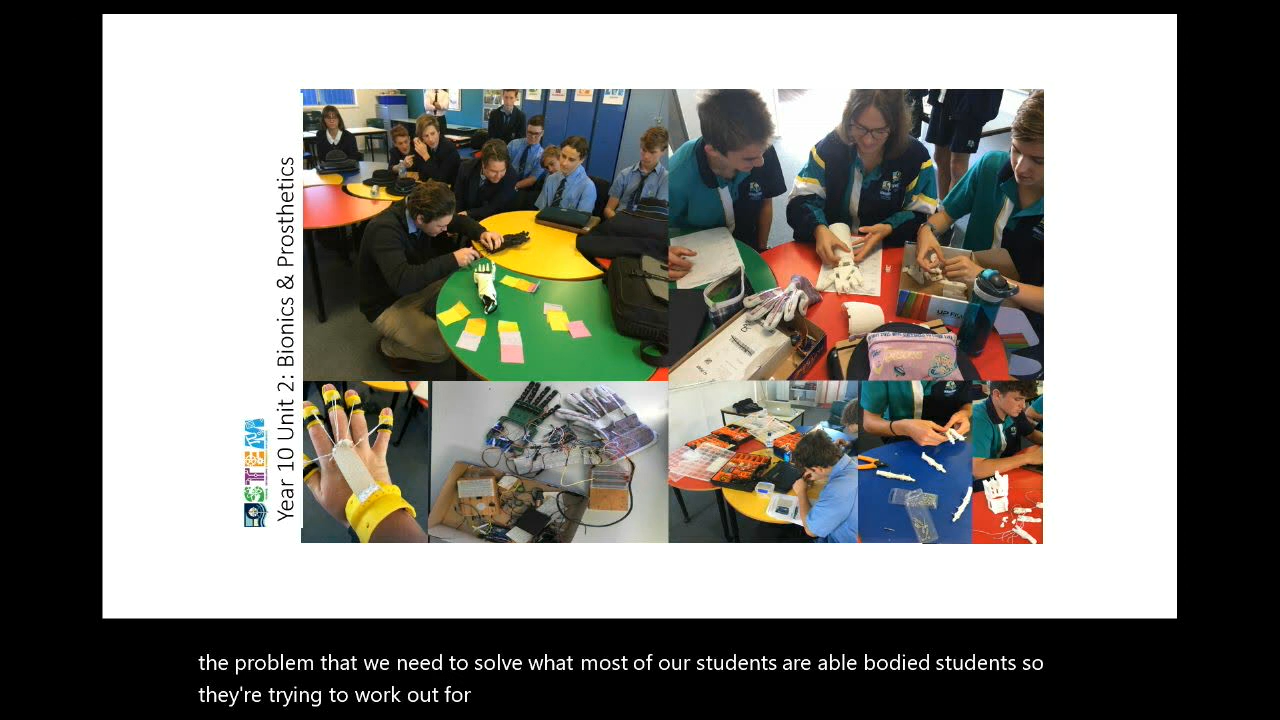 Year 10 Unit 2: Bionics & Prosthetics
STEM
the problem that we need to solve what most of our students are able bodied students so
they're trying to work out for